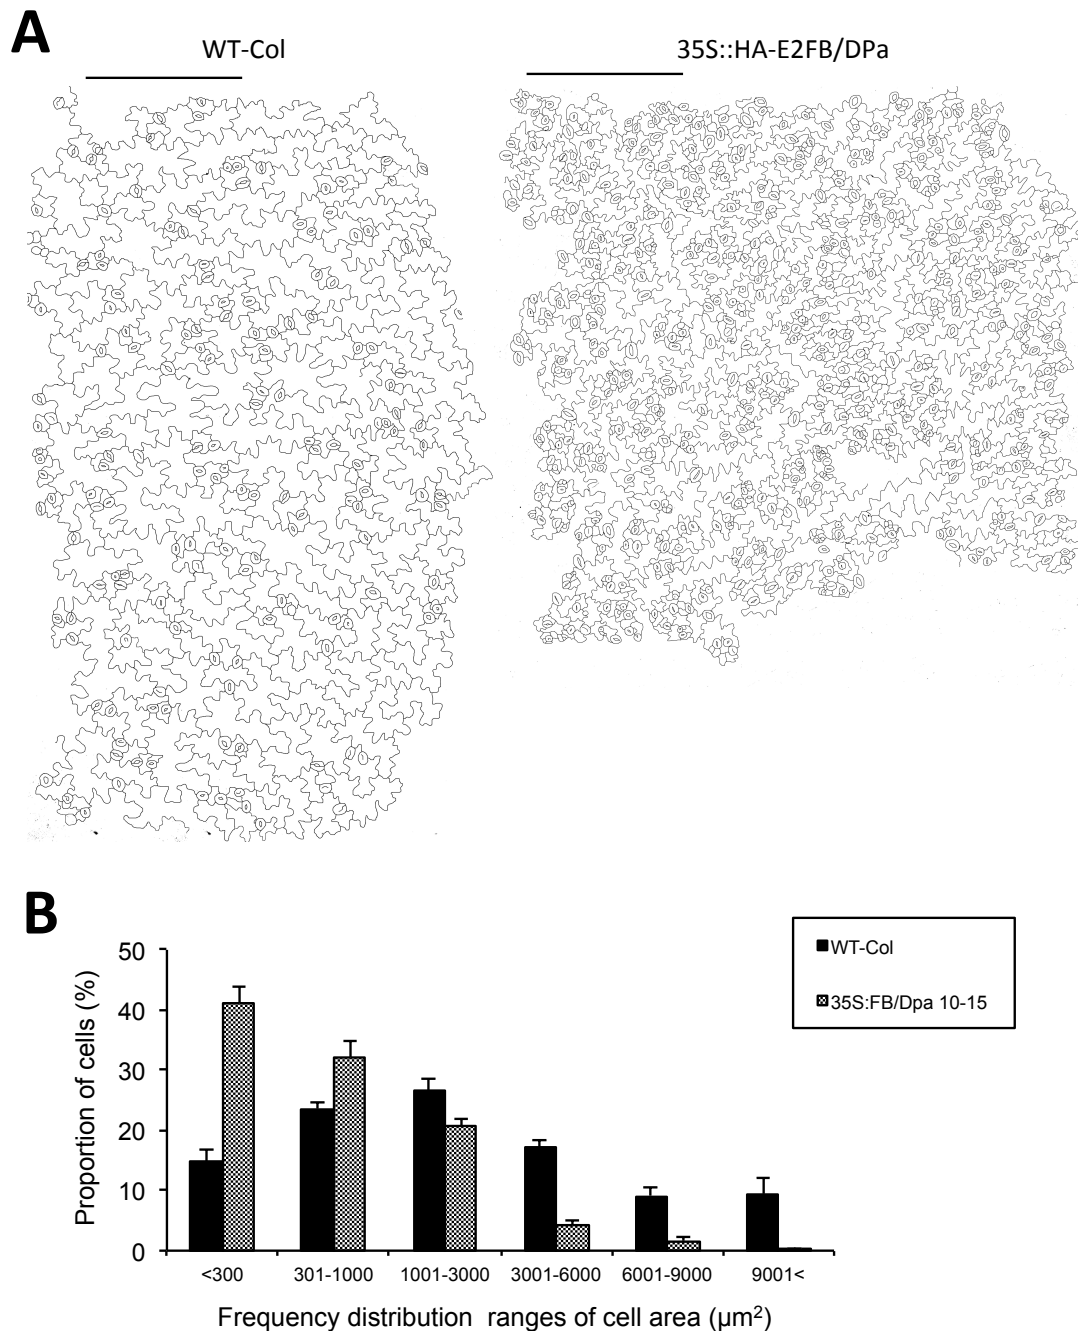 A
WT-Col
35S::HA-E2FB/DPa
B
50
40
30
20
10
0
Proportion of cells (%)
WT-Col
35S:FB/Dpa 10-15
<300
301-1000
1001-3000
3001-6000
6001-9000
9001<
Frequency distribution ranges of cell area (µm²)